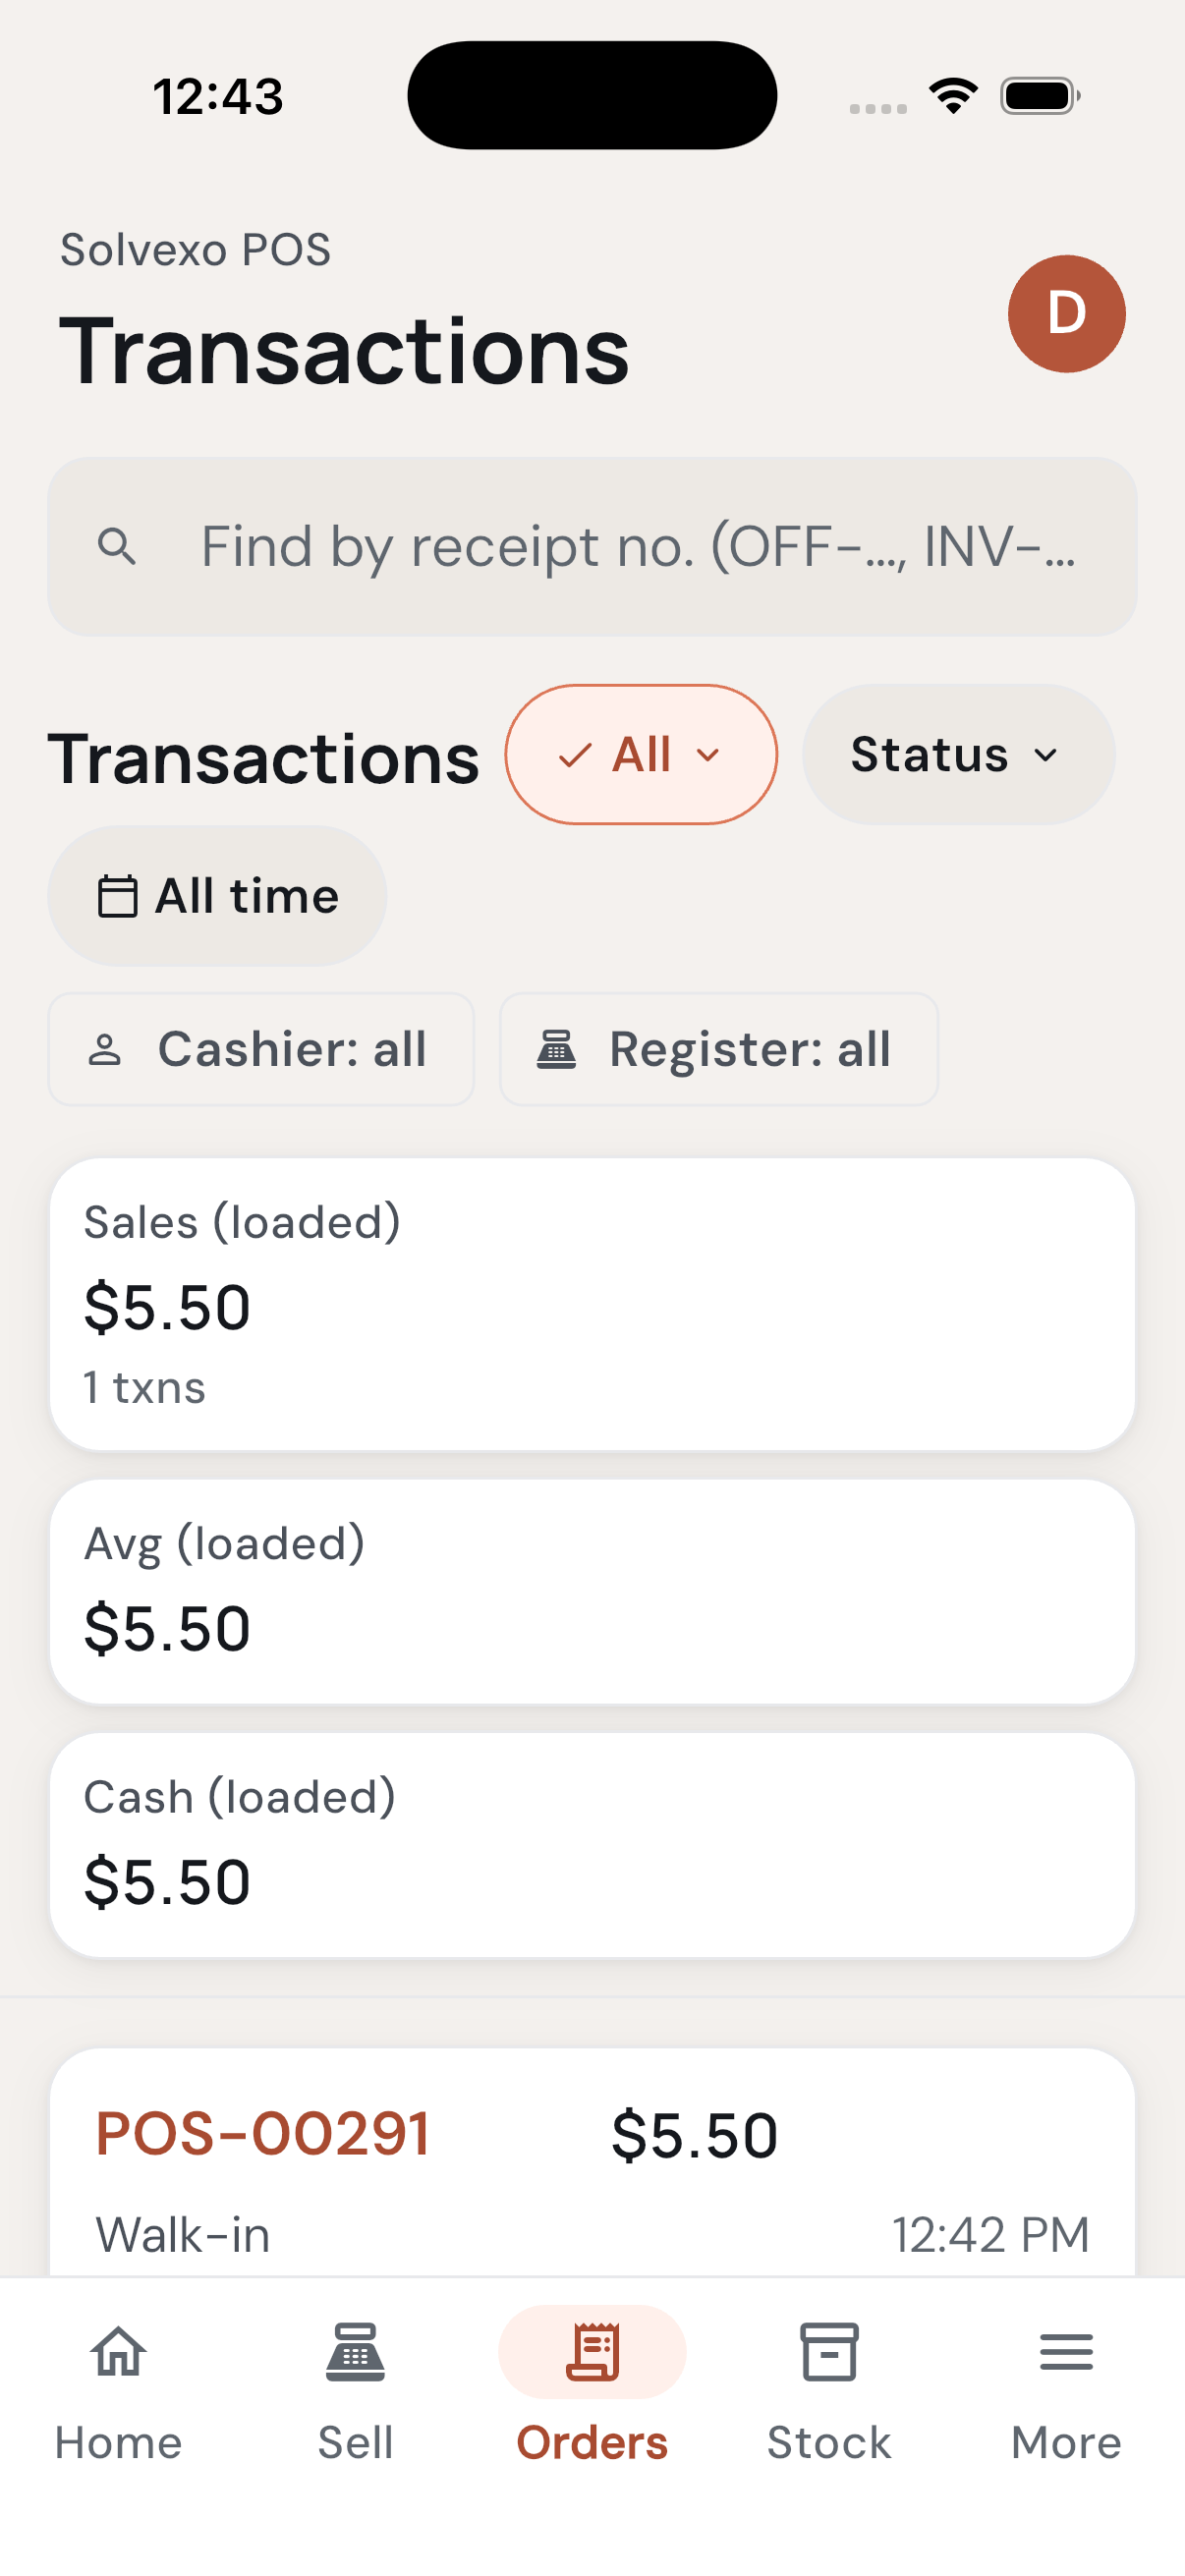 12:43
Solvexo POS
Transactions
D
Find by receipt no. (OFF-…, INV-…
Transactions
All
Status
All time
Cashier: all
Register: all
Sales (loaded)
$5.50
1 txns
Avg (loaded)
$5.50
Cash (loaded)
$5.50
POS-00291
$5.50
Walk-in
12:42 PM
Home
Sell
Orders
Stock
More